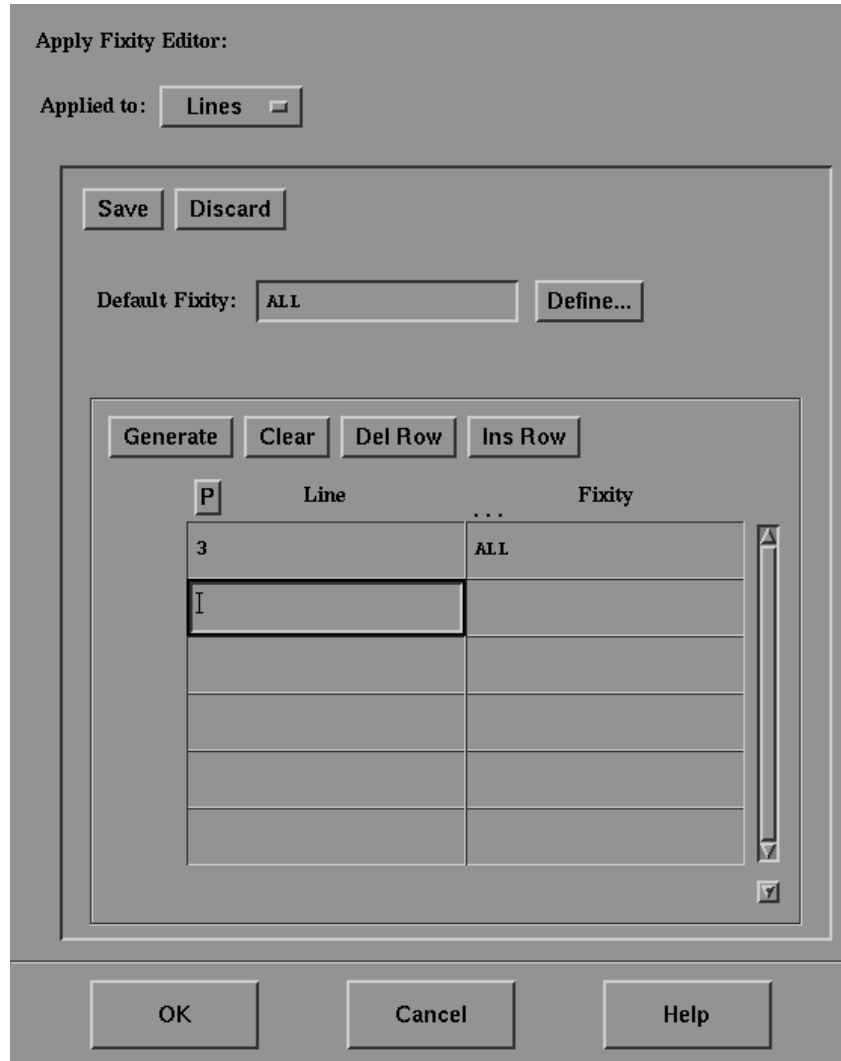 Apply Fixity Editor:
Applied to: Lines
Save Discard
Default Fixity: ALL Define...
Generate Clear Del Row Ins Row
P Line ... Fixity
3 ALL
OK Cancel Help